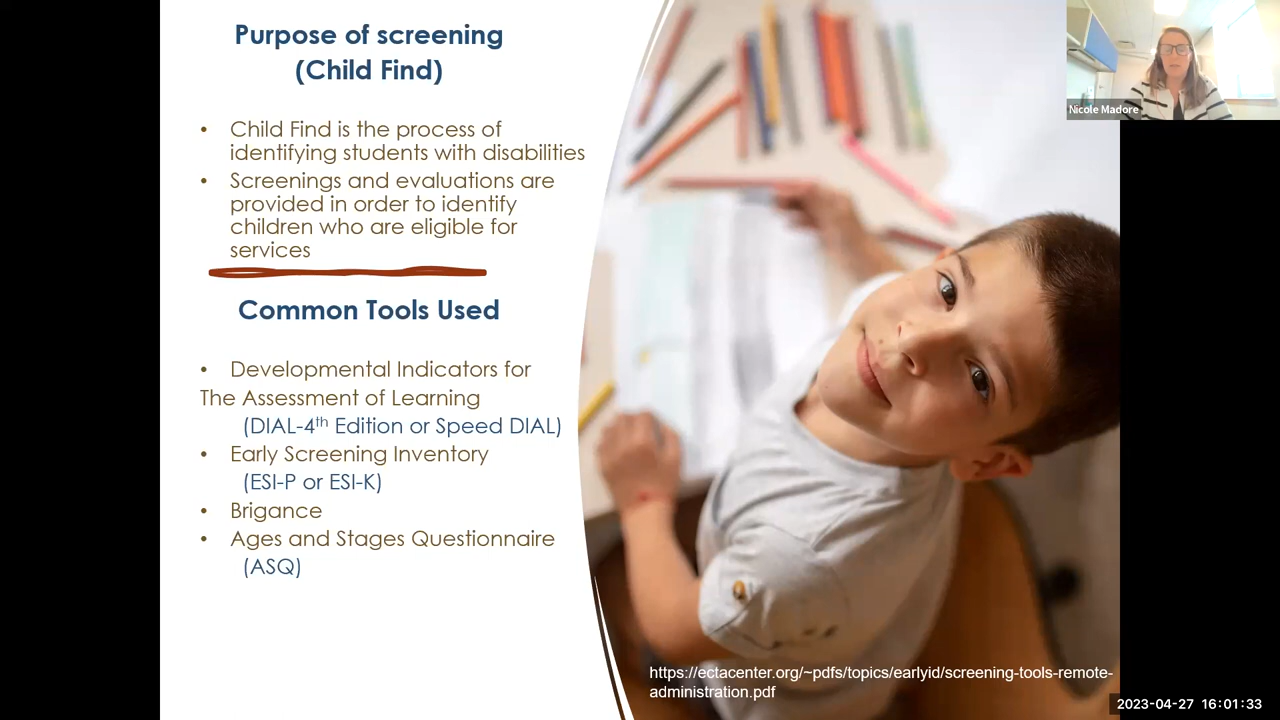 Purpose of screening
(Child Find)
• Child Find is the process of
identifying students with disabilities
• Screenings and evaluations are
provided in order to identify
children who are eligible for
services
Common Tools Used
• Developmental Indicators for
The Assessment of Learning
(DIAL-4th Edition or Speed DIAL)
• Early Screening Inventory
(ESI-P or ESI-K)
• Brigance
• Ages and Stages Questionnaire
(ASQ)
Nicole Madore
https://ectacenter.org/~pdfs/topics/earlyid/screening-tools-remote-
administration.pdf
2023-04-27 16:01:33